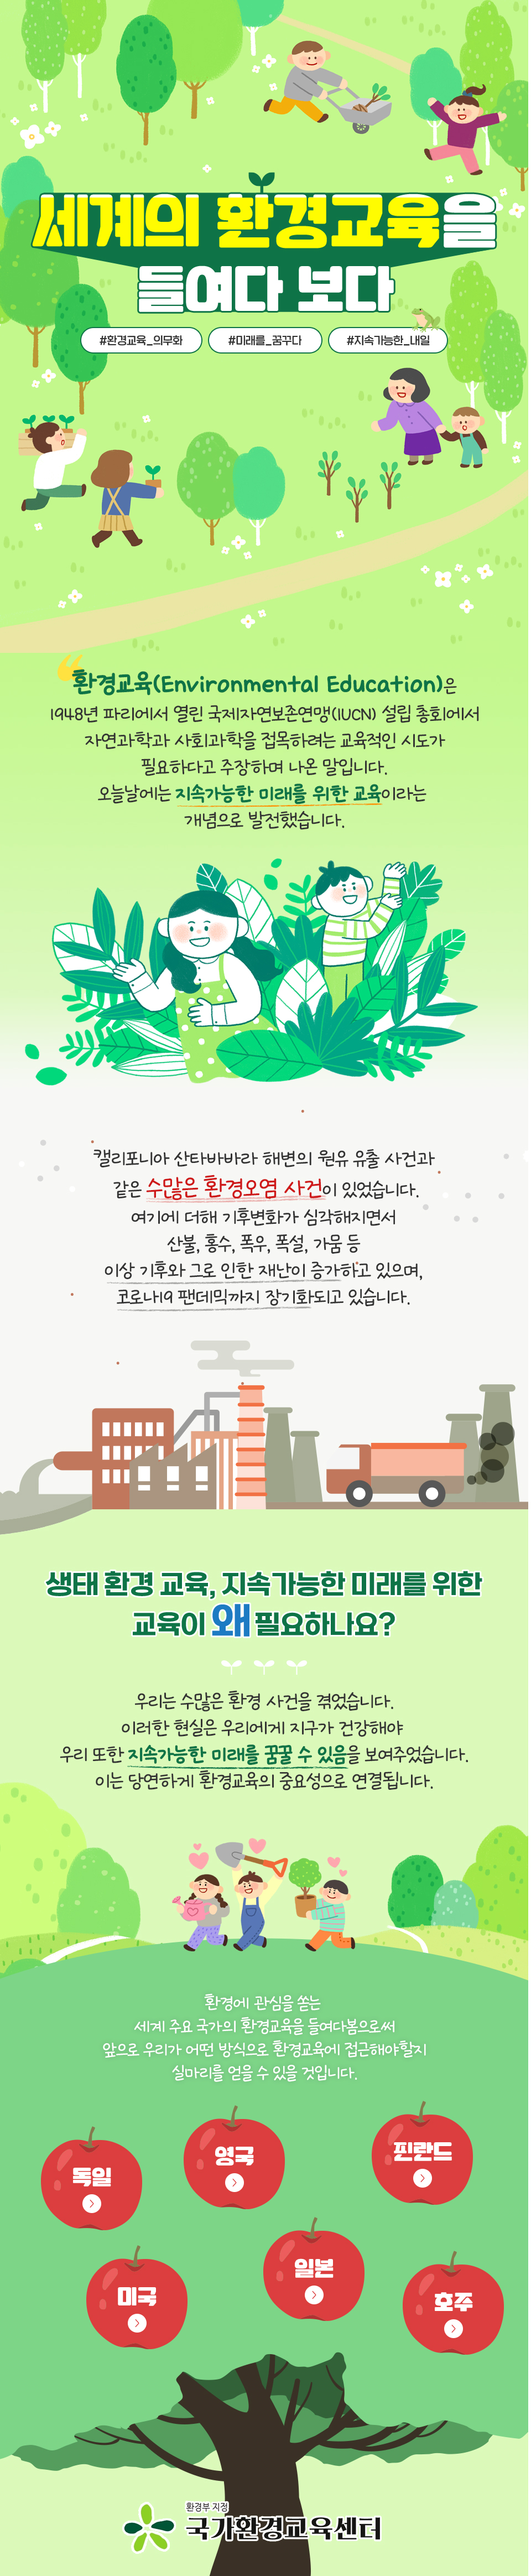 세계의 환경교육을
들여다 보다
#환경교육_의무화 #미래를_꿈꾸다 #지속가능한_내일
환경교육(Environmental Education)은
1948년 파리에서 열린 국제자연보존연맹(IUCN) 설립 총회에서
자연과학과 사회과학을 접목하려는 교육적인 시도가
필요하다고 주장하며 나온 말입니다.
오늘날에는 지속가능한 미래를 위한 교육이라는
개념으로 발전했습니다.
캘리포니아 산타바바라 해변의 원유 유출 사건과
같은 수많은 환경오염 사건이 있었습니다.
여기에 더해 기후변화가 심각해지면서
산불, 홍수, 폭우, 폭설, 가뭄 등
이상 기후와 그로 인한 재난이 증가하고 있으며,
코로나19 팬데믹까지 장기화되고 있습니다.
생태 환경 교육, 지속가능한 미래를 위한
교육이 왜 필요하나요?
우리는 수많은 환경 사건을 겪었습니다.
이러한 현실은 우리에게 지구가 건강해야
우리 또한 지속가능한 미래를 꿈꿀 수 있음을 보여주었습니다.
이는 당연하게 환경교육의 중요성으로 연결됩니다.
환경에 관심을 쏟는
세계 주요 국가의 환경교육을 들여다봄으로써
앞으로 우리가 어떤 방식으로 환경교육에 접근해야할지
실마리를 얻을 수 있을 것입니다.
독일
영국
핀란드
미국
일본
호주
환경부 지정
국가환경교육센터